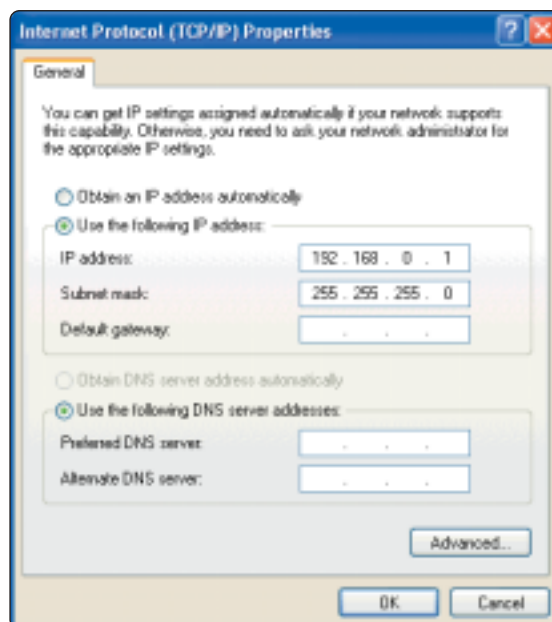 Internet Protocol (TCP/IP) Properties
General
You can get IP settings assigned automatically if your network supports
this capability. Otherwise, you need to ask your network administrator for
the appropriate IP settings.
Obtain an IP address automatically
Use the following IP address:
IP address: 192 . 168 . 0 . 1
Subnet mask: 255 . 255 . 255 . 0
Default gateway: . . .
Obtain DNS server address automatically
Use the following DNS server addresses:
Preferred DNS server: . . .
Alternate DNS server: . . .
Advanced...
OK Cancel